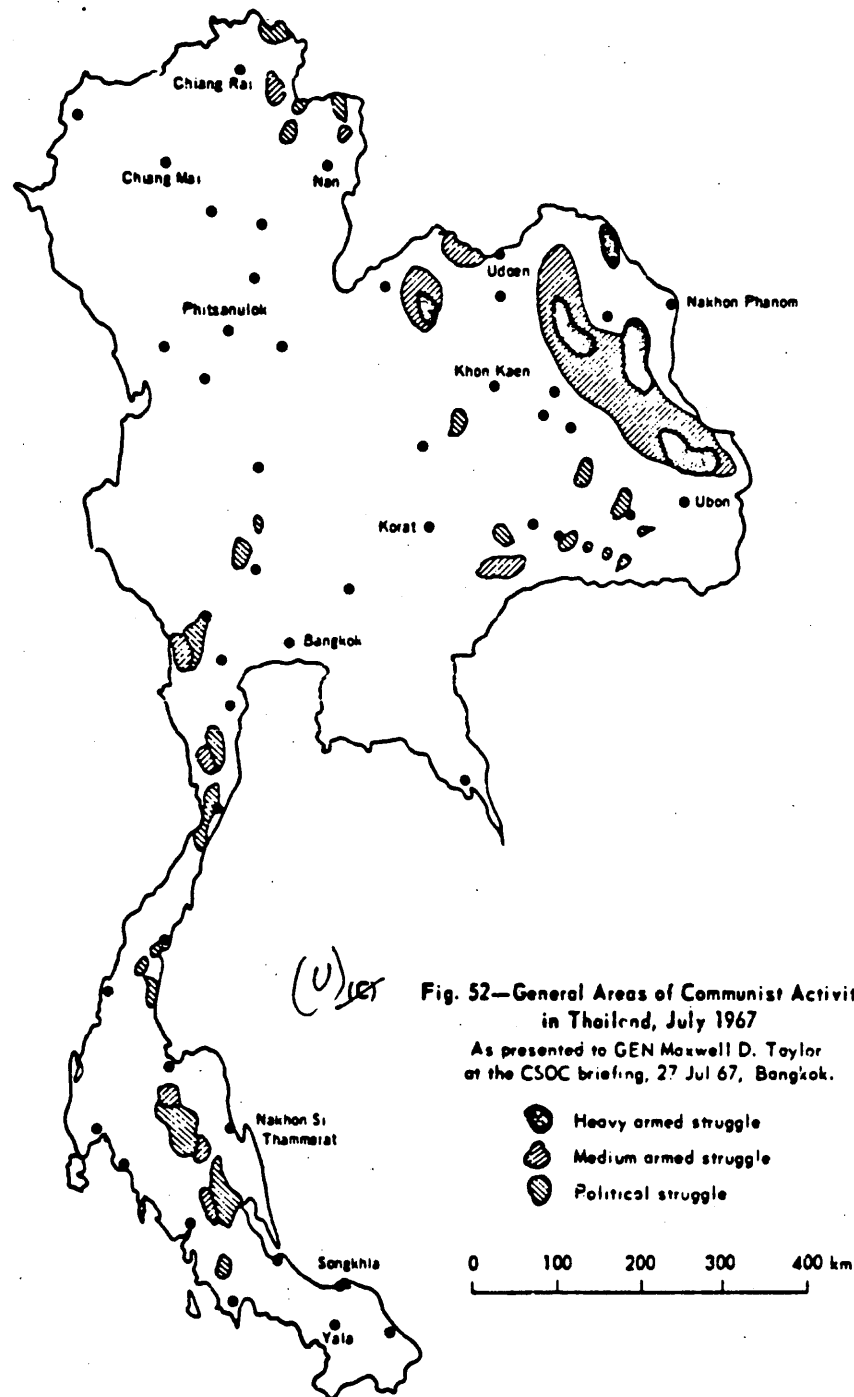 Chiang Rai
Chiang Mai
Nan
Udorn
Phitsanulok
Nakhon Phanom
Khon Kaen
Ubon
Korat
Bangkok
(U)
Fig. 52—General Areas of Communist Activit
in Thailand, July 1967
As presented to GEN Maxwell D. Taylor
at the CSOC briefing, 27 Jul 67, Bangkok.
Heavy armed struggle
Medium armed struggle
Political struggle
Nakhon Si
Thammarat
Songkhla
Yala
0 100 200 300 400 km